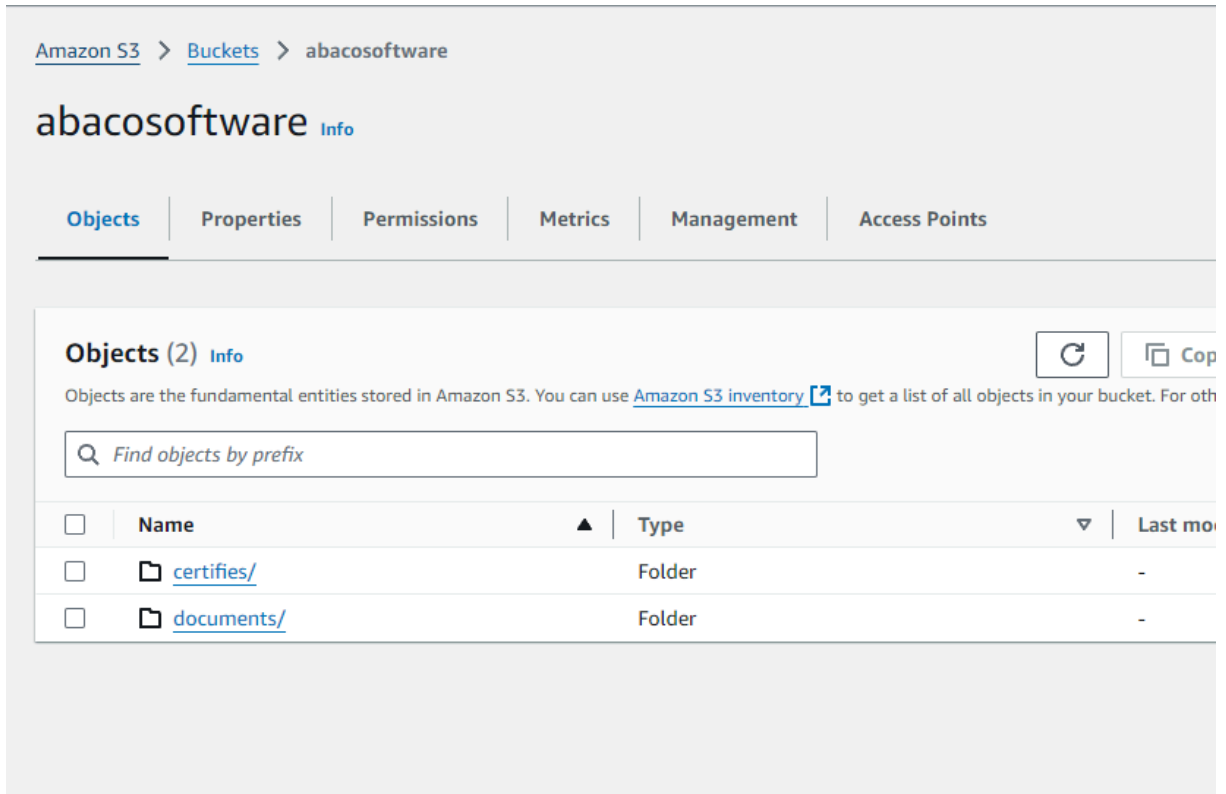 Amazon S3 > Buckets > abacosoftware
abacosoftware Info
Objects Properties Permissions Metrics Management Access Points
Objects (2) Info
Cop
Objects are the fundamental entities stored in Amazon S3. You can use Amazon S3 inventory to get a list of all objects in your bucket. For oth
Find objects by prefix
Name Type Last mo
certifies/ Folder -
documents/ Folder -